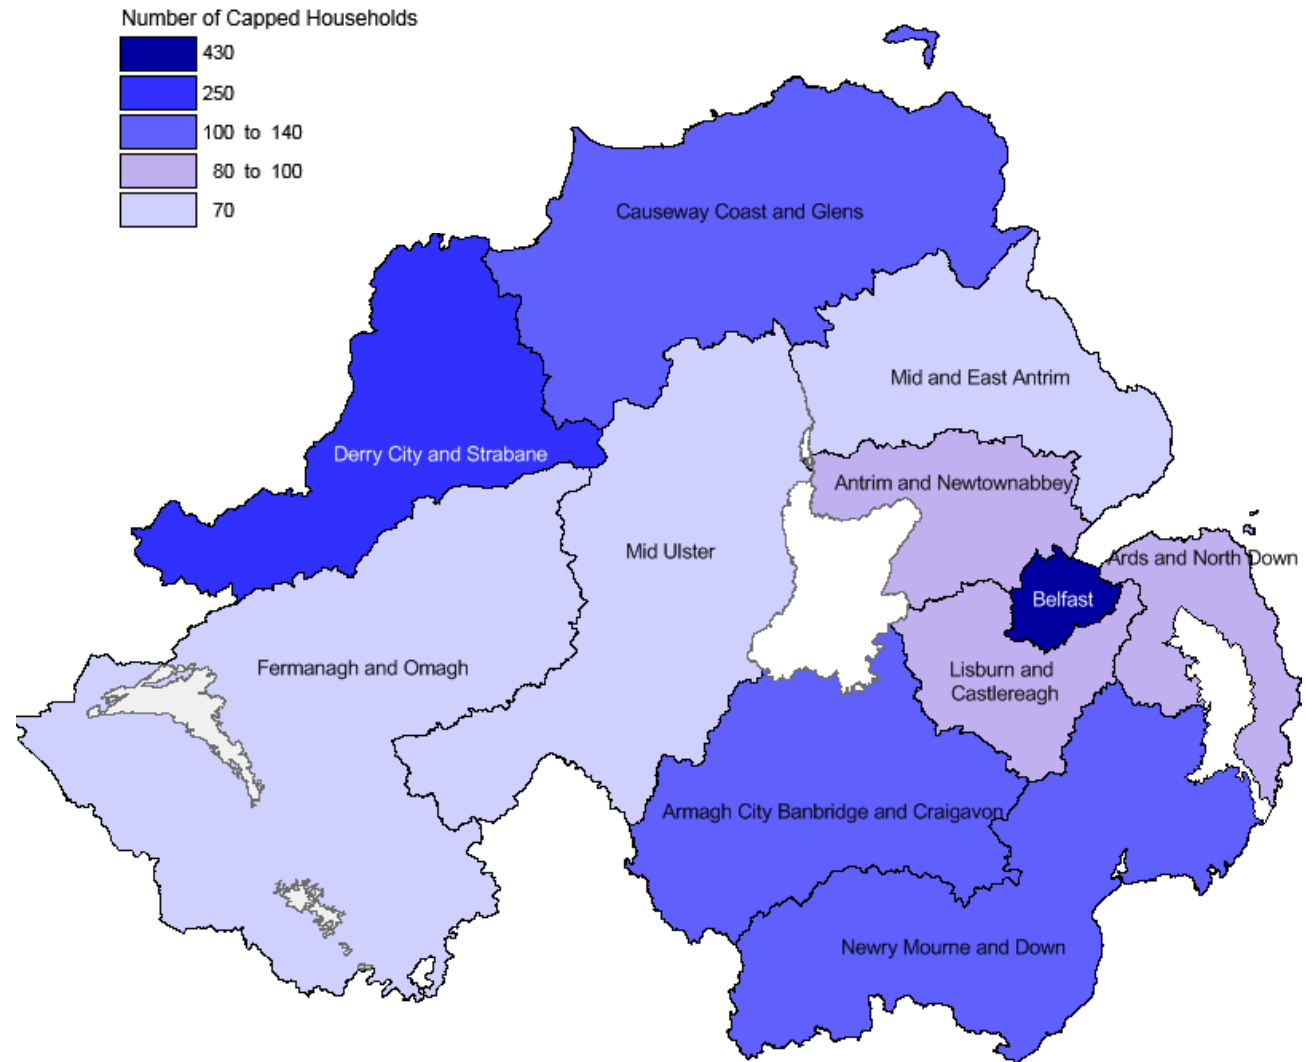 Number of Capped Households
430
250
100 to 140
80 to 100
70
Causeway Coast and Glens
Mid and East Antrim
Derry City and Strabane
Antrim and Newtownabbey
Mid Ulster
Ards and North Down
Belfast
Fermanagh and Omagh
Lisburn and
Castlereagh
Armagh City Banbridge and Craigavon
Newry Mourne and Down